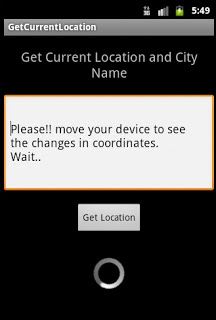 5:49
GetCurrentLocation
Get Current Location and City
Name
Please!! move your device to see
the changes in coordinates.
Wait..
Get Location